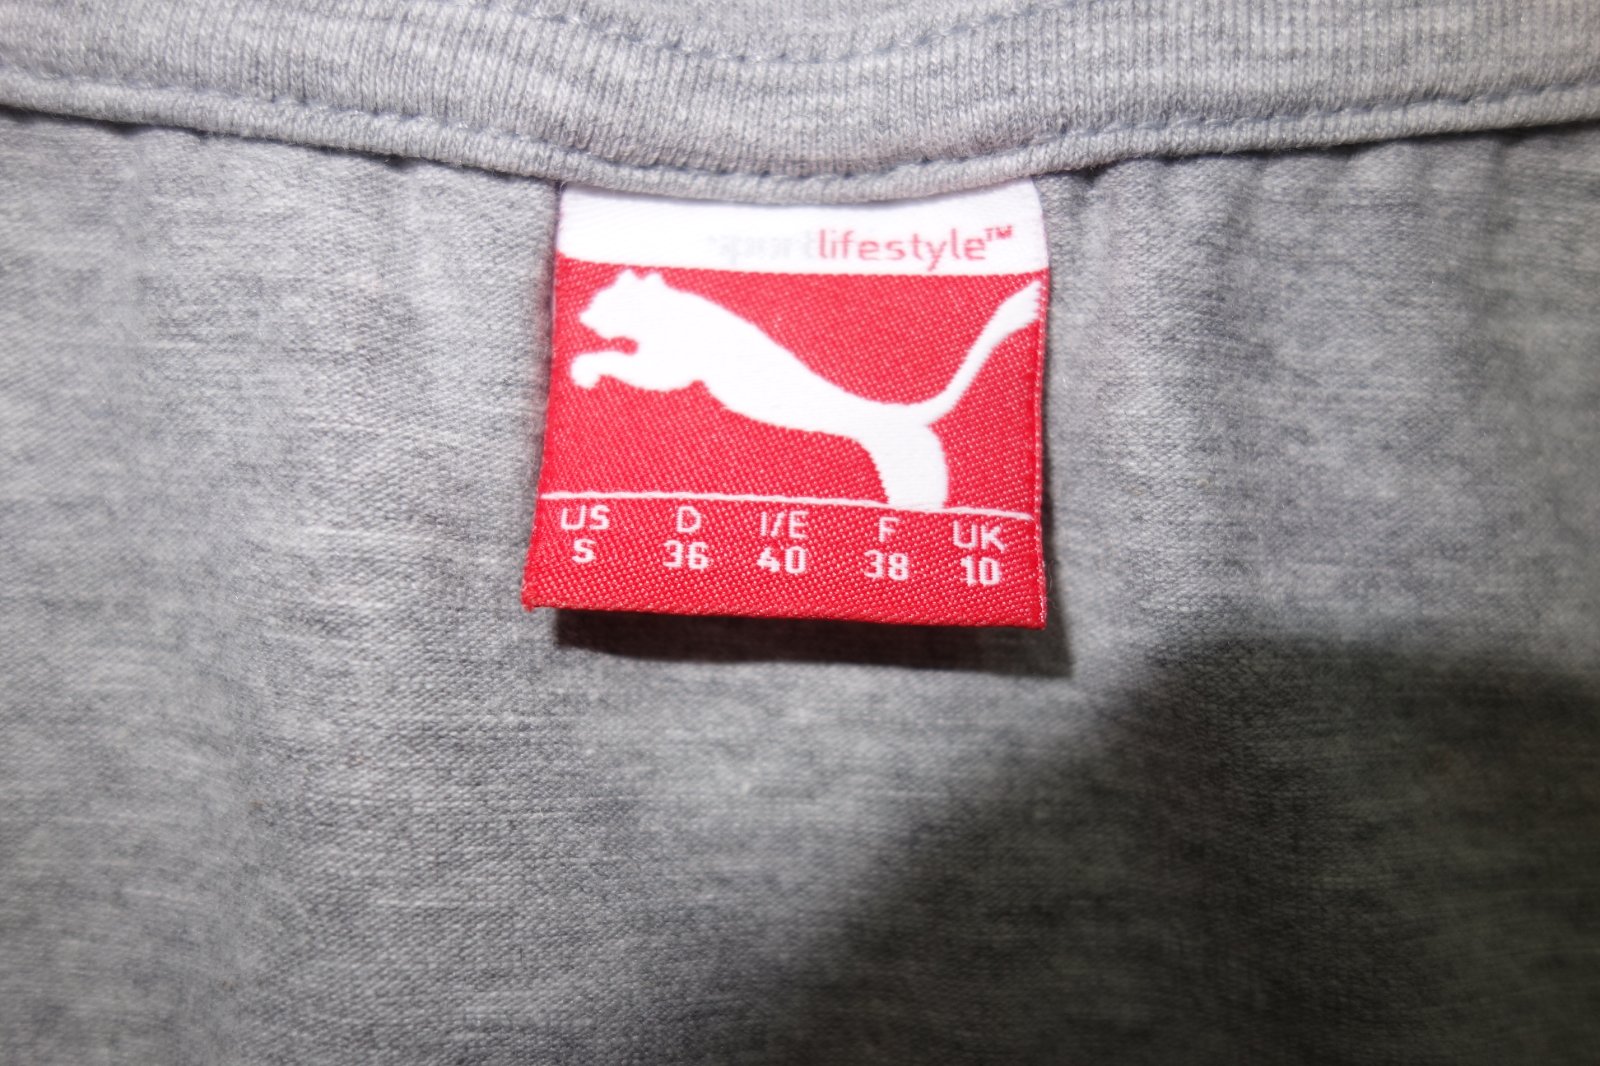 lifestyle™
US D I/E F UK
S 36 40 38 10